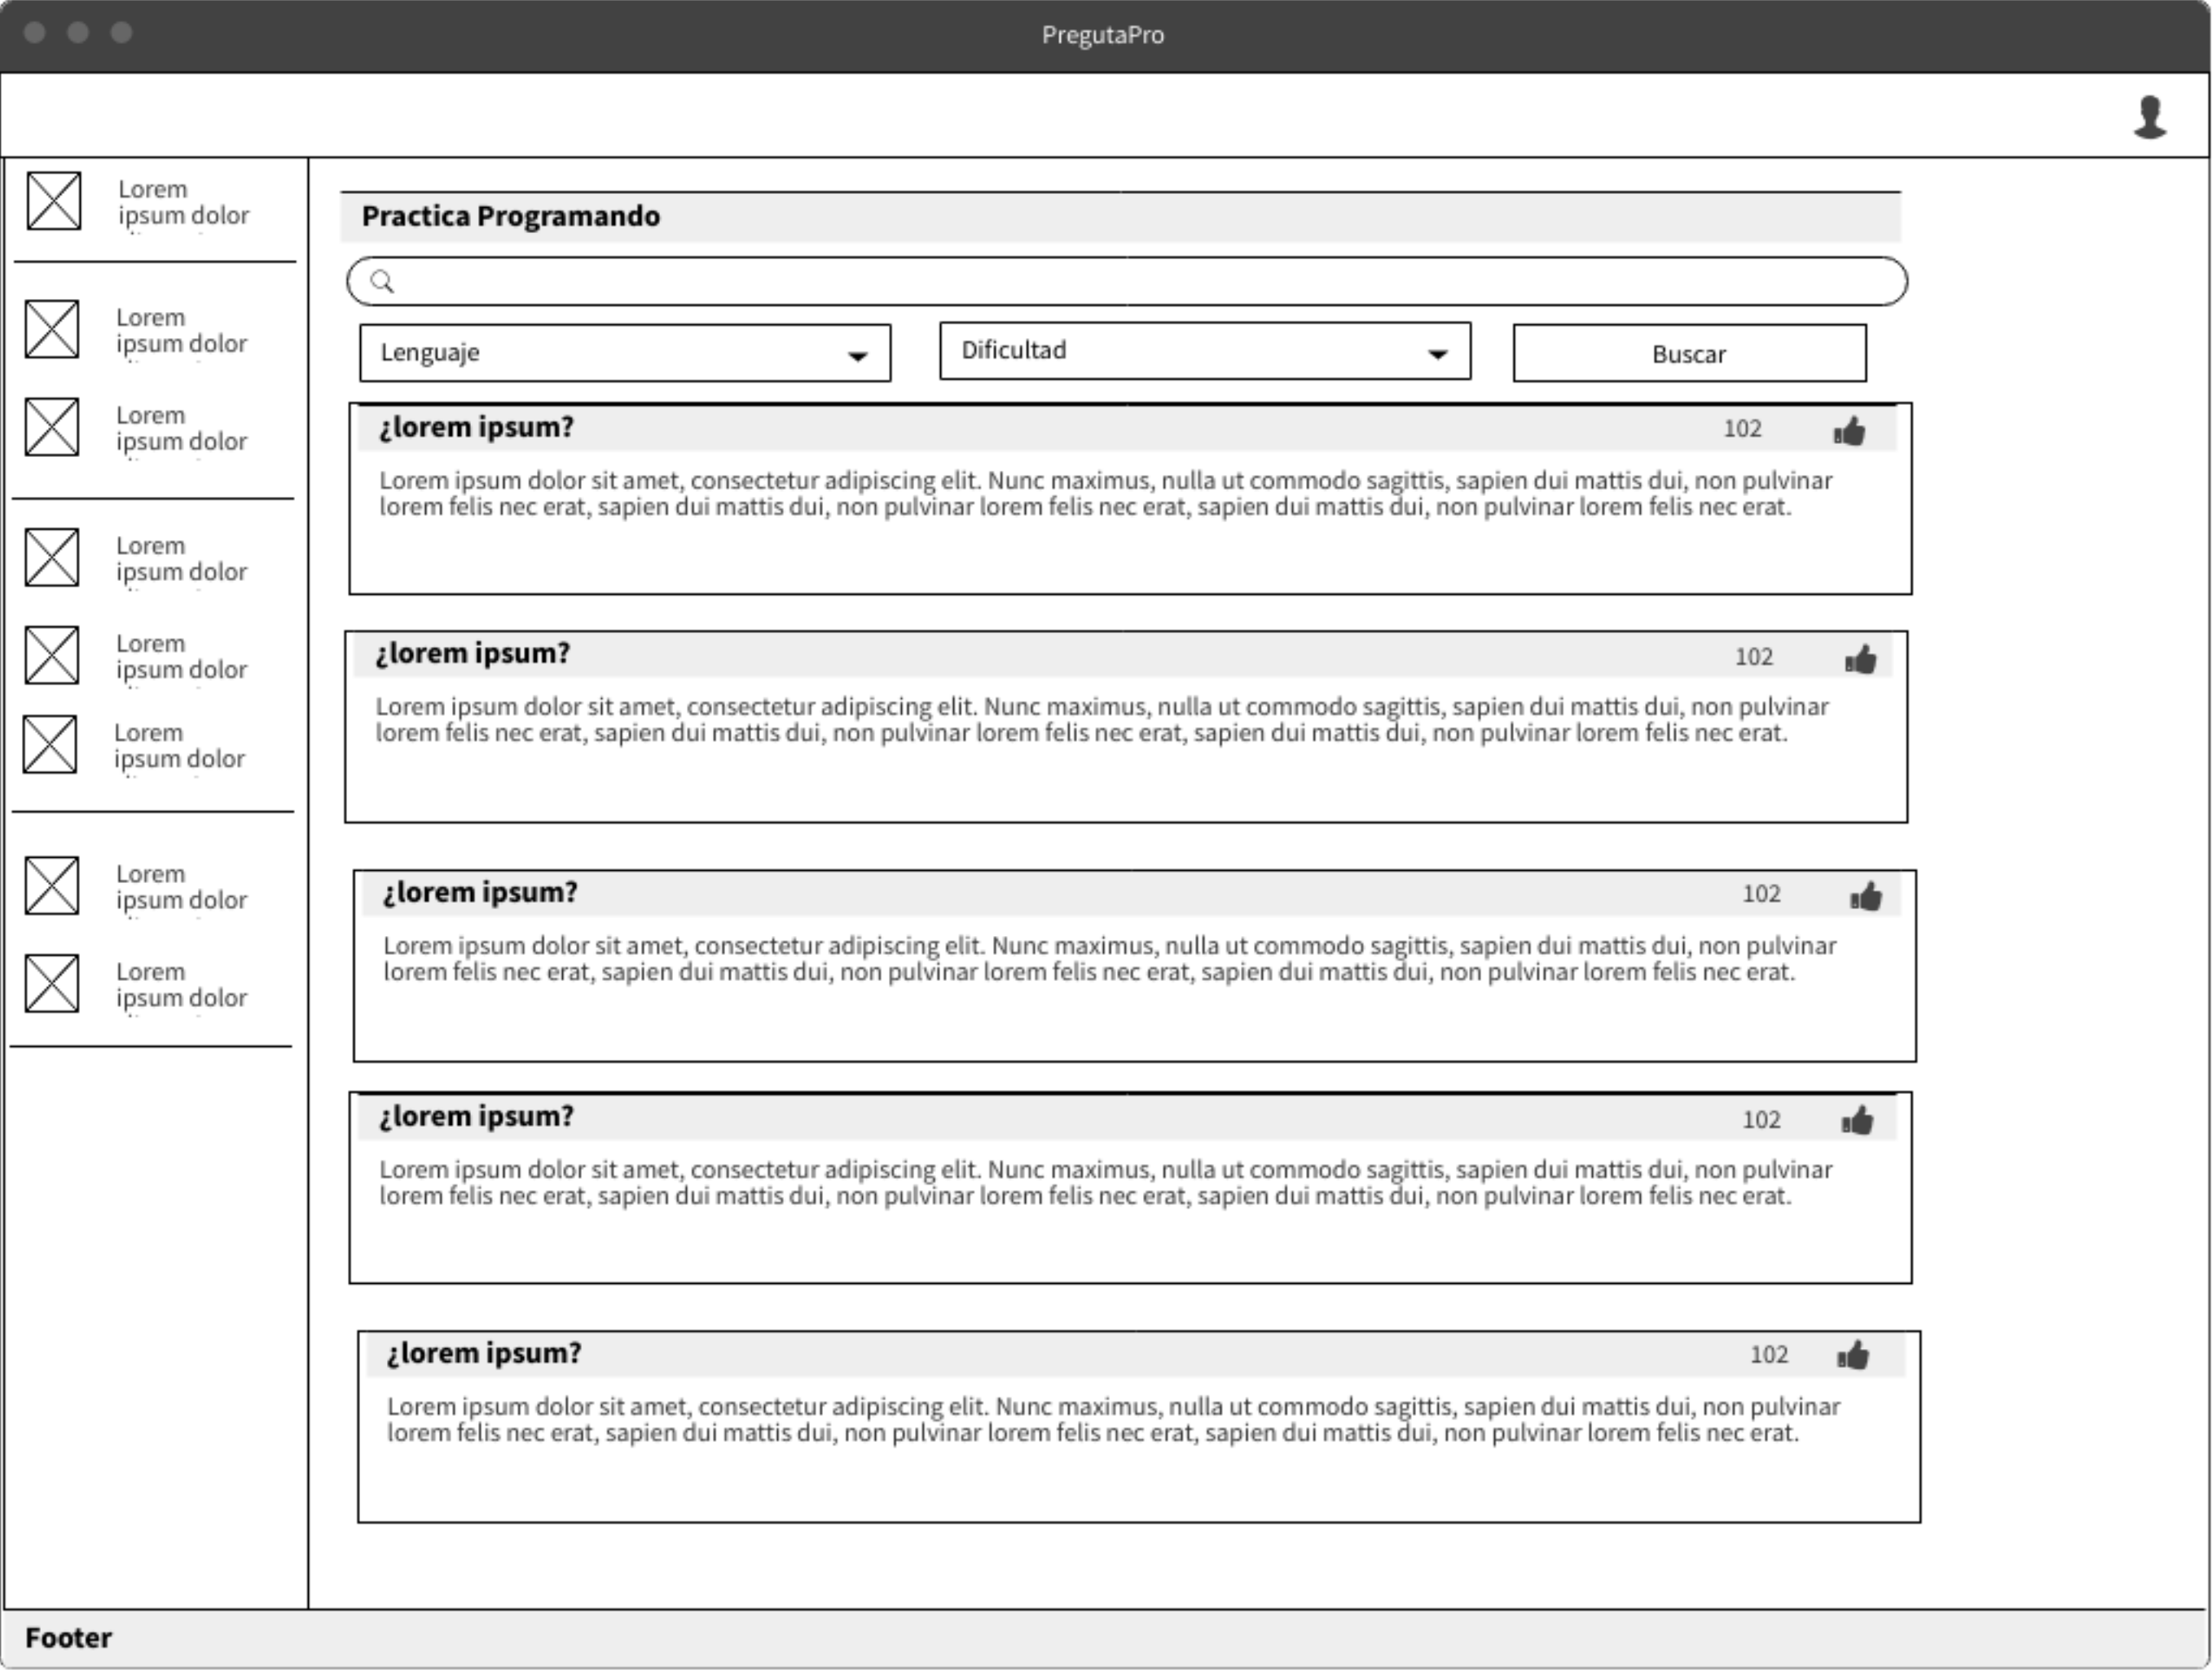 PregutaPro
Lorem
ipsum dolor
Lorem
ipsum dolor
Lorem
ipsum dolor
Lorem
ipsum dolor
Lorem
ipsum dolor
Lorem
ipsum dolor
Lorem
ipsum dolor
Lorem
ipsum dolor
Practica Programando
Lenguaje
Dificultad
Buscar
¿lorem ipsum?
102
Lorem ipsum dolor sit amet, consectetur adipiscing elit. Nunc maximus, nulla ut commodo sagittis, sapien dui mattis dui, non pulvinar
lorem felis nec erat, sapien dui mattis dui, non pulvinar lorem felis nec erat, sapien dui mattis dui, non pulvinar lorem felis nec erat.
¿lorem ipsum?
102
Lorem ipsum dolor sit amet, consectetur adipiscing elit. Nunc maximus, nulla ut commodo sagittis, sapien dui mattis dui, non pulvinar
lorem felis nec erat, sapien dui mattis dui, non pulvinar lorem felis nec erat, sapien dui mattis dui, non pulvinar lorem felis nec erat.
¿lorem ipsum?
102
Lorem ipsum dolor sit amet, consectetur adipiscing elit. Nunc maximus, nulla ut commodo sagittis, sapien dui mattis dui, non pulvinar
lorem felis nec erat, sapien dui mattis dui, non pulvinar lorem felis nec erat, sapien dui mattis dui, non pulvinar lorem felis nec erat.
¿lorem ipsum?
102
Lorem ipsum dolor sit amet, consectetur adipiscing elit. Nunc maximus, nulla ut commodo sagittis, sapien dui mattis dui, non pulvinar
lorem felis nec erat, sapien dui mattis dui, non pulvinar lorem felis nec erat, sapien dui mattis dui, non pulvinar lorem felis nec erat.
¿lorem ipsum?
102
Lorem ipsum dolor sit amet, consectetur adipiscing elit. Nunc maximus, nulla ut commodo sagittis, sapien dui mattis dui, non pulvinar
lorem felis nec erat, sapien dui mattis dui, non pulvinar lorem felis nec erat, sapien dui mattis dui, non pulvinar lorem felis nec erat.
Footer